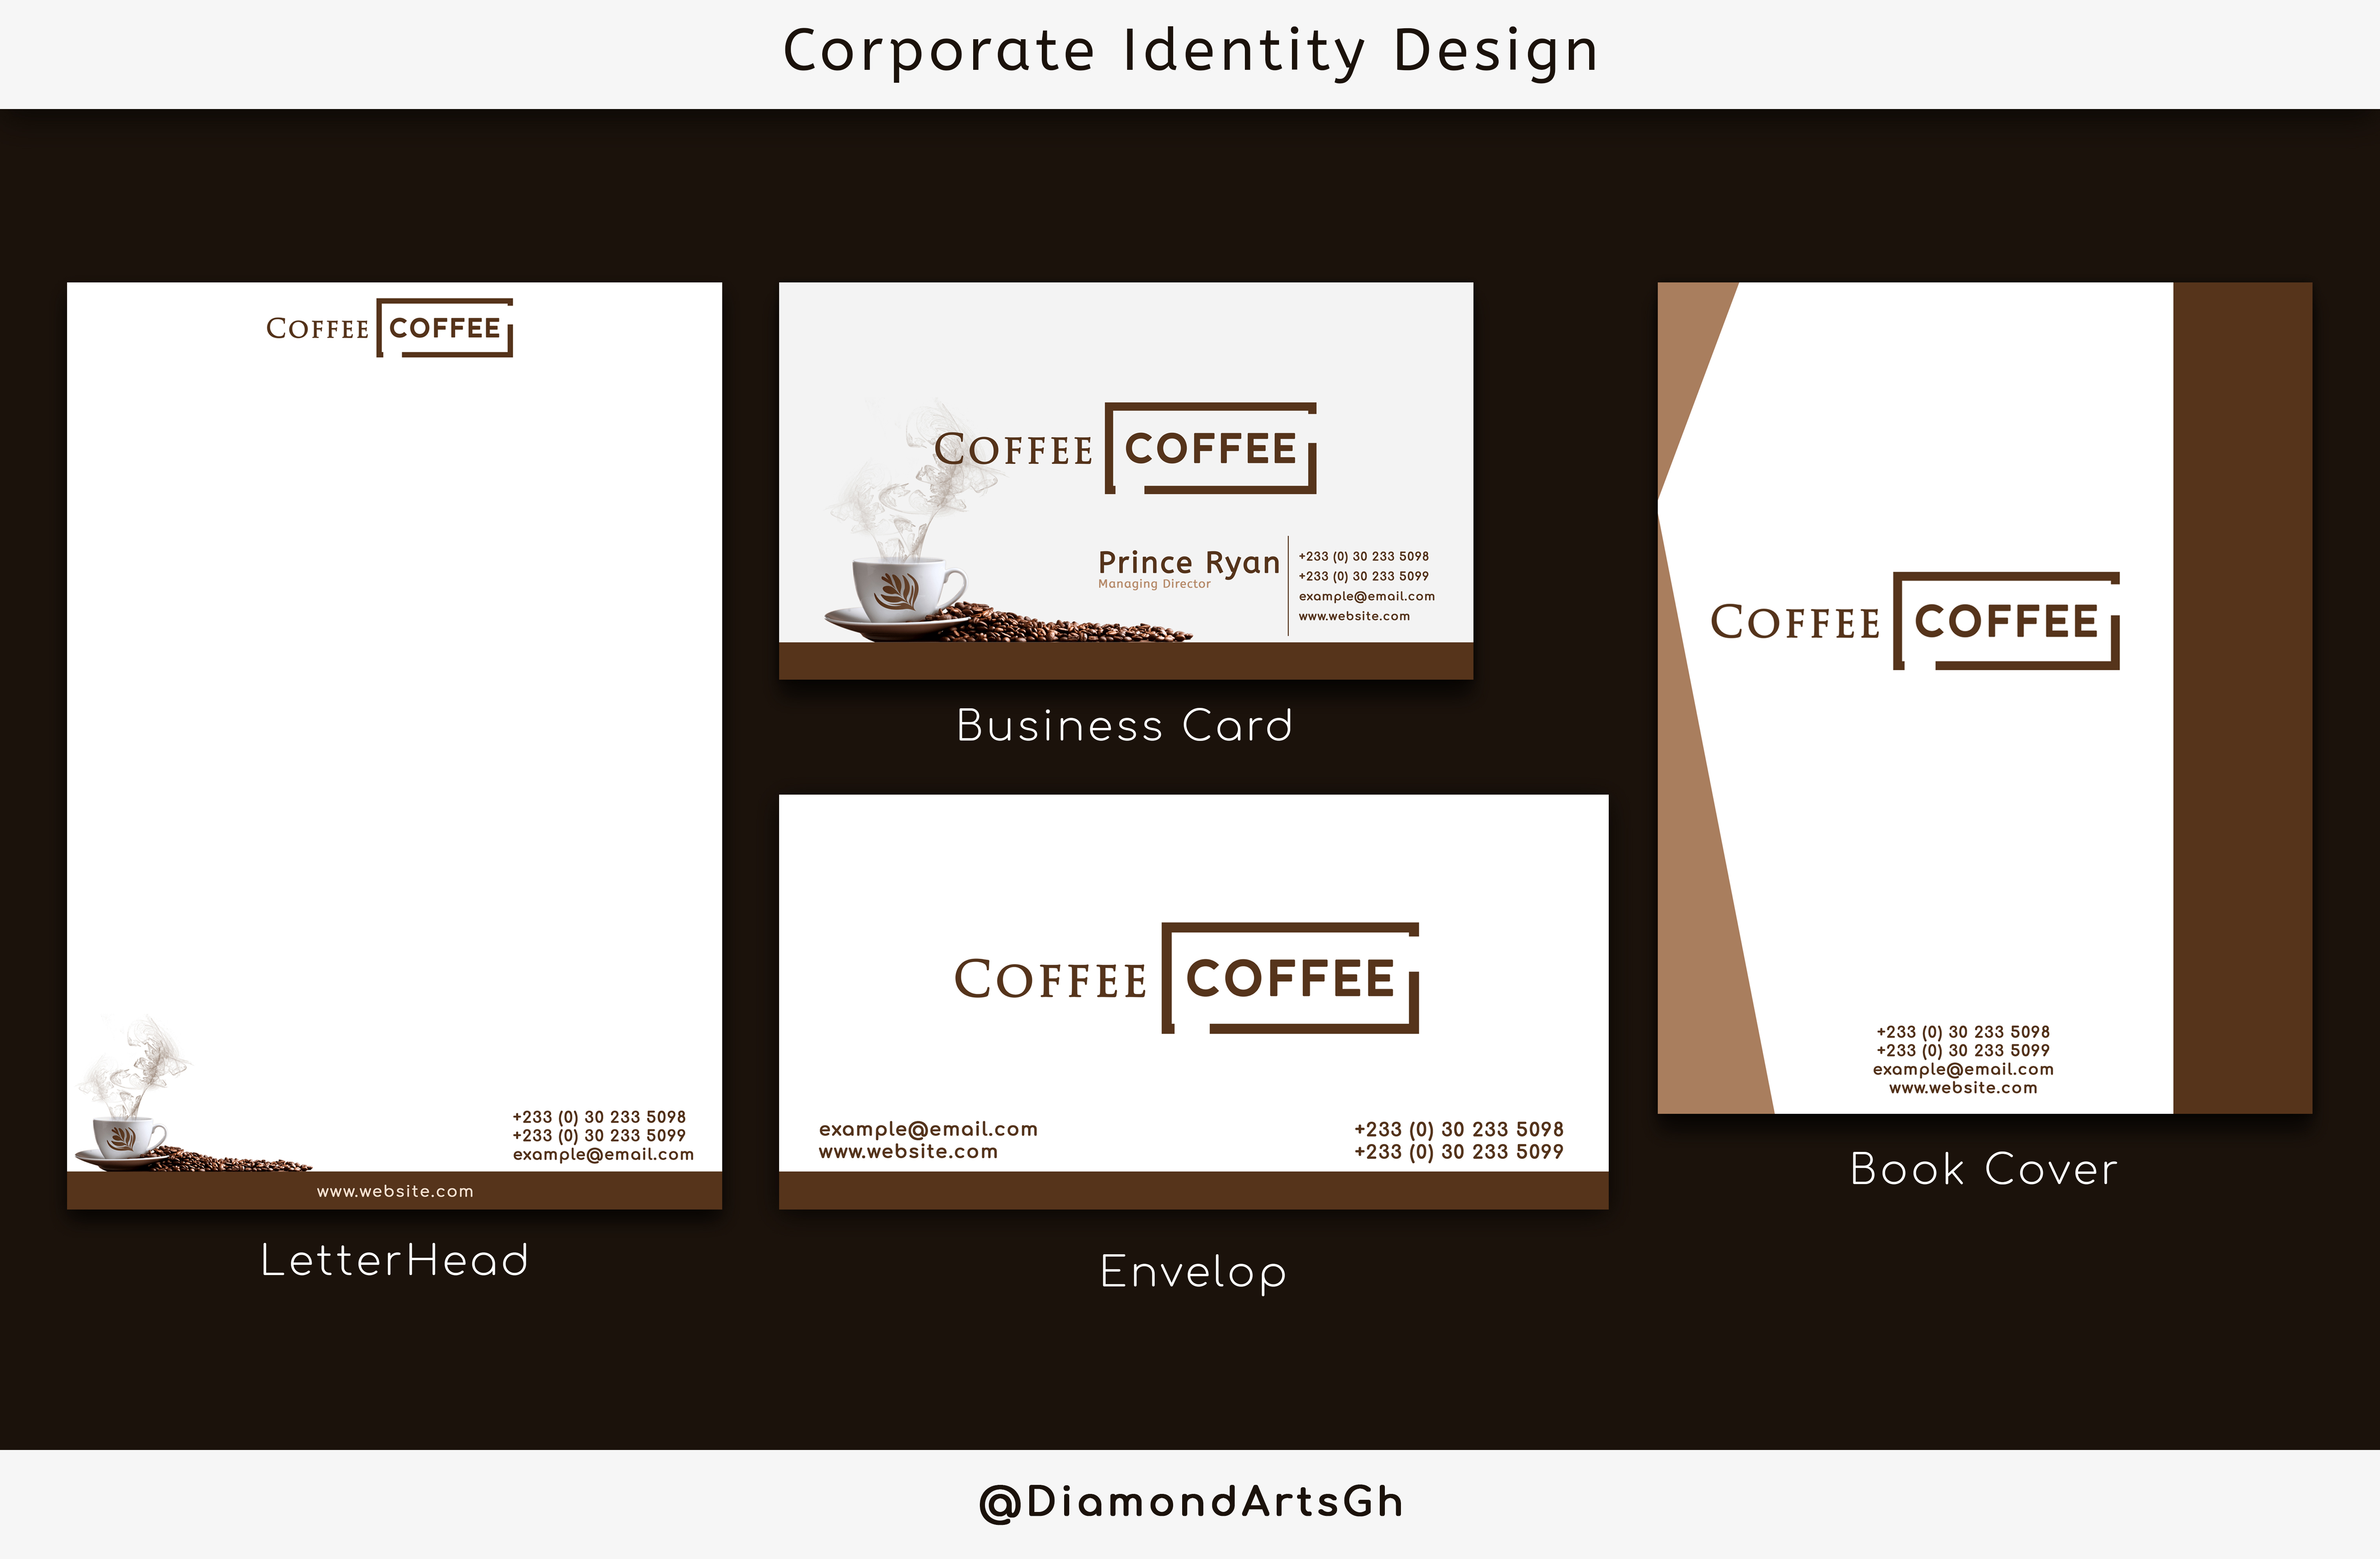 Corporate Identity Design
COFFEE COFFEE
+233 (0) 30 233 5098
+233 (0) 30 233 5099
example@email.com
www.website.com
LetterHead
COFFEE COFFEE
Prince Ryan
Managing Director
+233 (0) 30 233 5098
+233 (0) 30 233 5099
example@email.com
www.website.com
Business Card
COFFEE COFFEE
example@email.com
www.website.com
+233 (0) 30 233 5098
+233 (0) 30 233 5099
Envelop
COFFEE COFFEE
+233 (0) 30 233 5098
+233 (0) 30 233 5099
example@email.com
www.website.com
Book Cover
@DiamondArtsGh